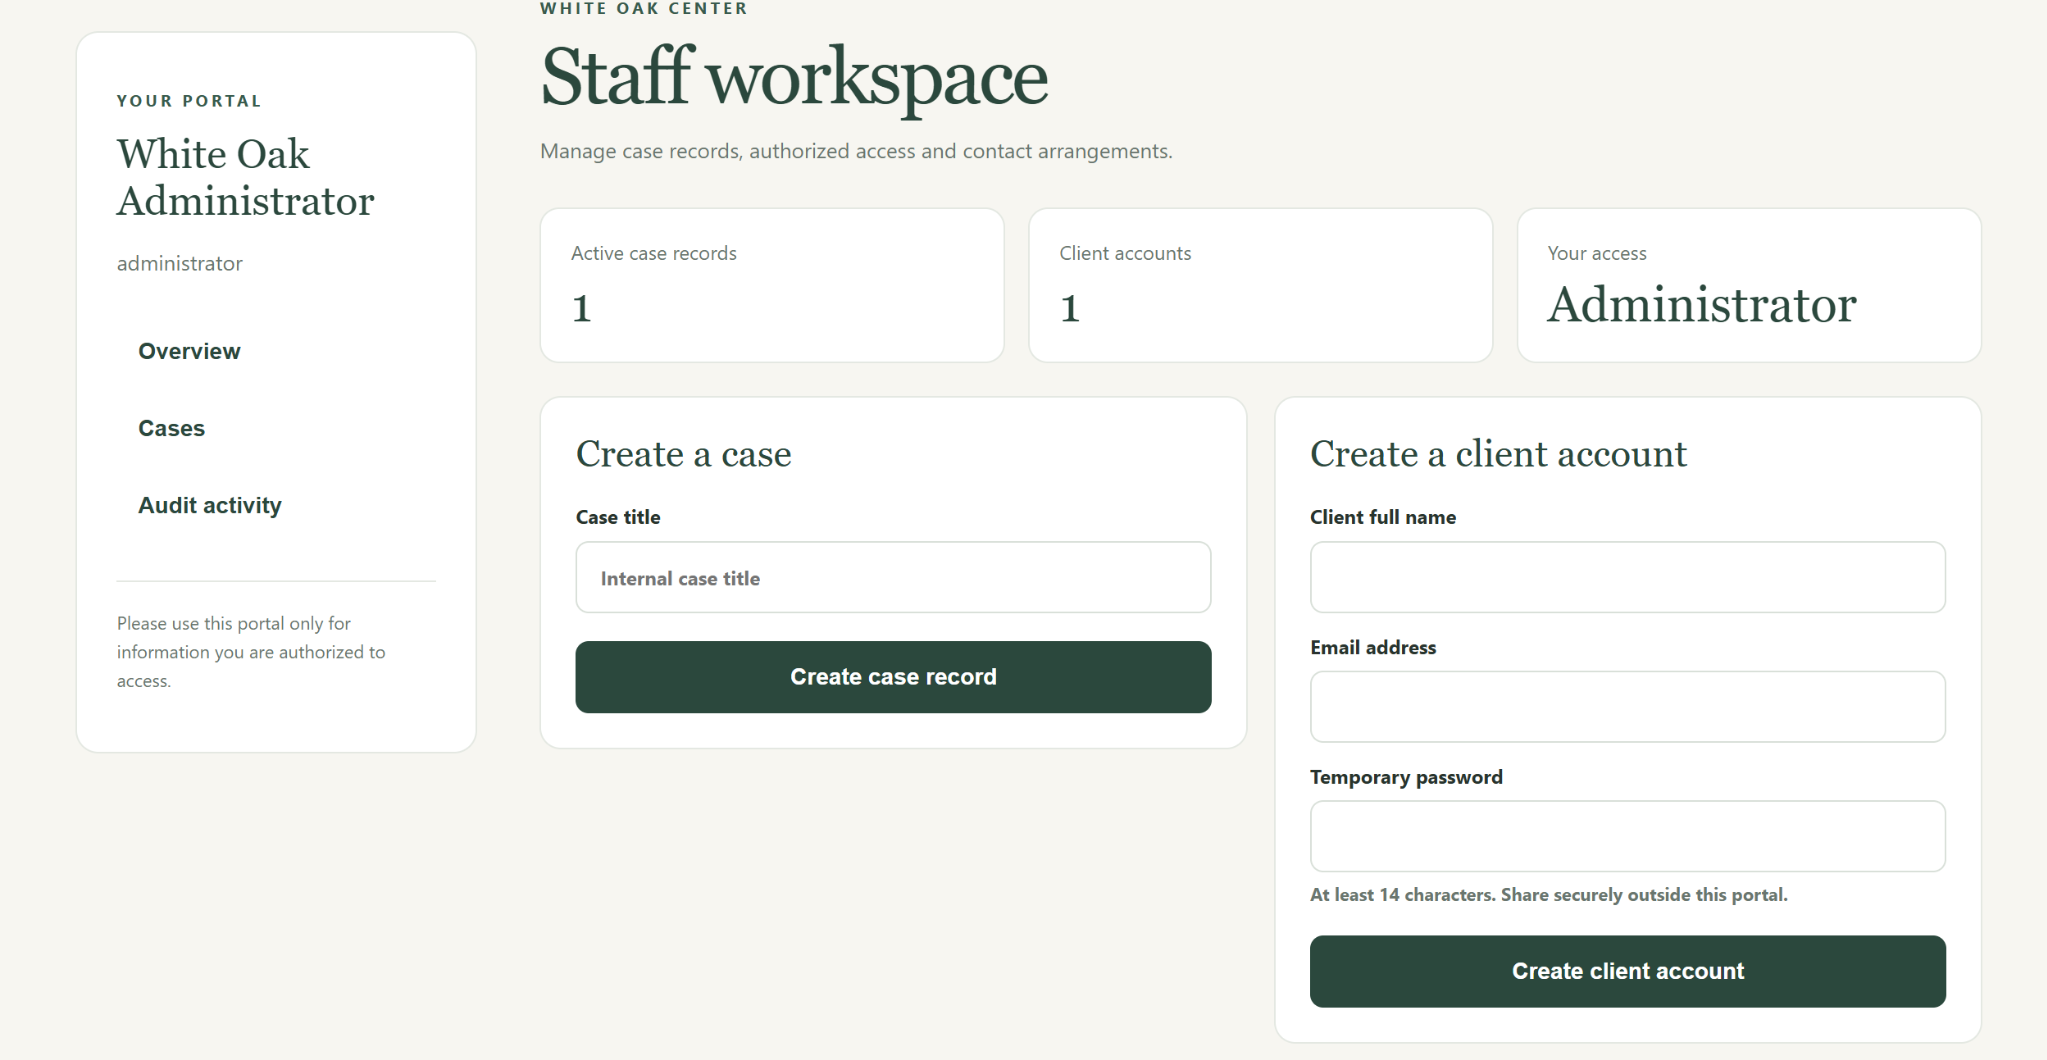 YOUR PORTAL
White Oak
Administrator
administrator
Overview
Cases
Audit activity
Please use this portal only for
information you are authorized to
access.
WHITE OAK CENTER
Staff workspace
Manage case records, authorized access and contact arrangements.
Active case records
1
Client accounts
1
Your access
Administrator
Create a case
Case title
Internal case title
Create case record
Create a client account
Client full name
Email address
Temporary password
At least 14 characters. Share securely outside this portal.
Create client account